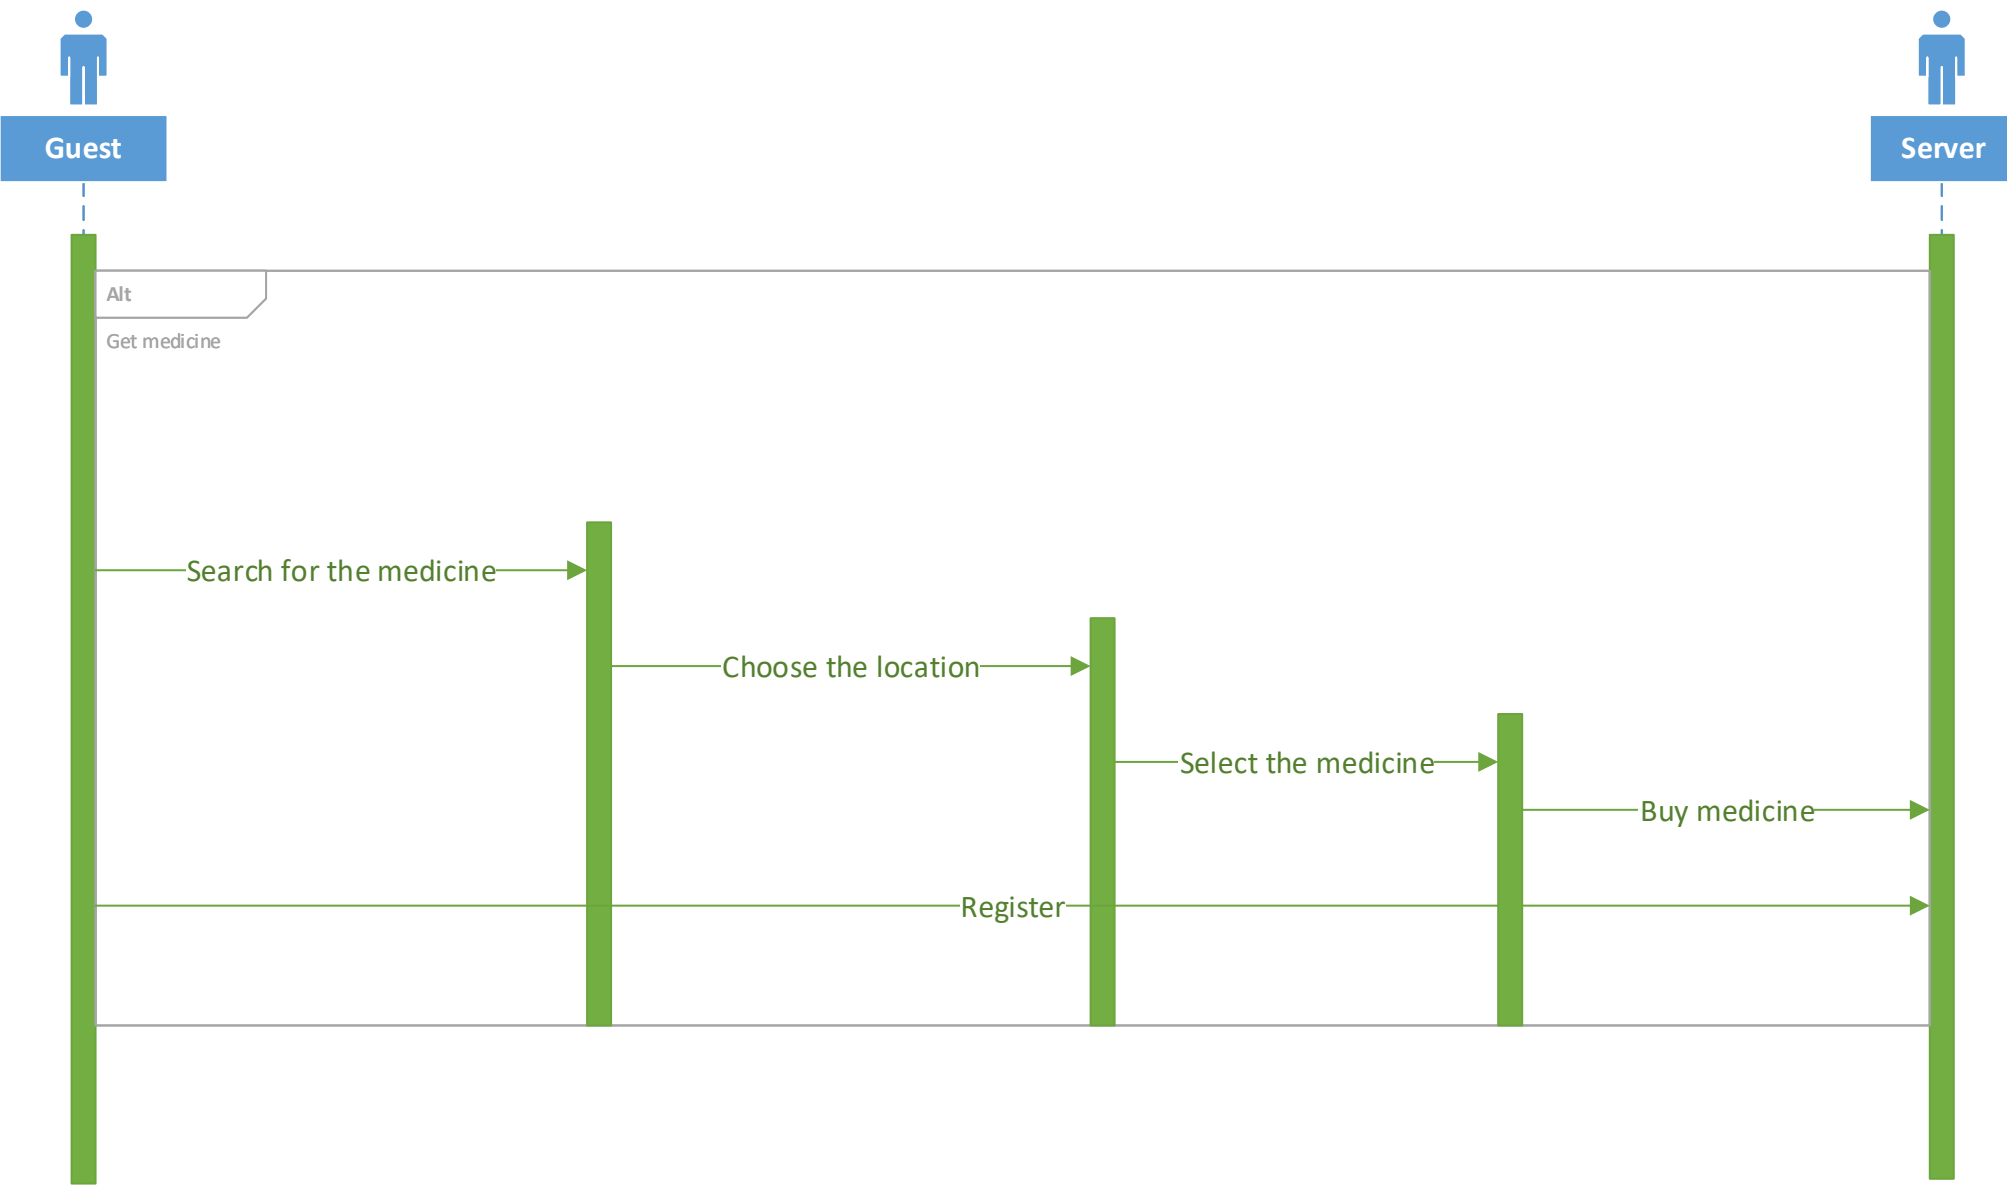 Guest
Server
Alt
Get medicine
Search for the medicine
Choose the location
Select the medicine
Buy medicine
Register